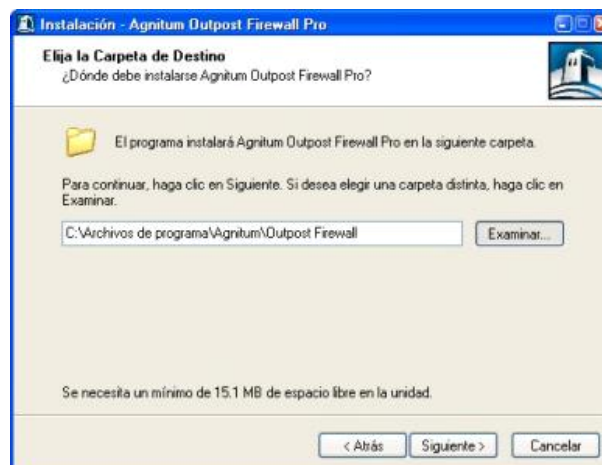 Instalación - Agnitum Outpost Firewall Pro
Elija la Carpeta de Destino
¿Dónde debe instalarse Agnitum Outpost Firewall Pro?
El programa instalará Agnitum Outpost Firewall Pro en la siguiente carpeta.
Para continuar, haga clic en Siguiente. Si desea elegir una carpeta distinta, haga clic en
Examinar.
C:\Archivos de programa\Agnitum\Outpost Firewall
Examinar...
Se necesita un mínimo de 15.1 MB de espacio libre en la unidad.
< Atrás
Siguiente >
Cancelar